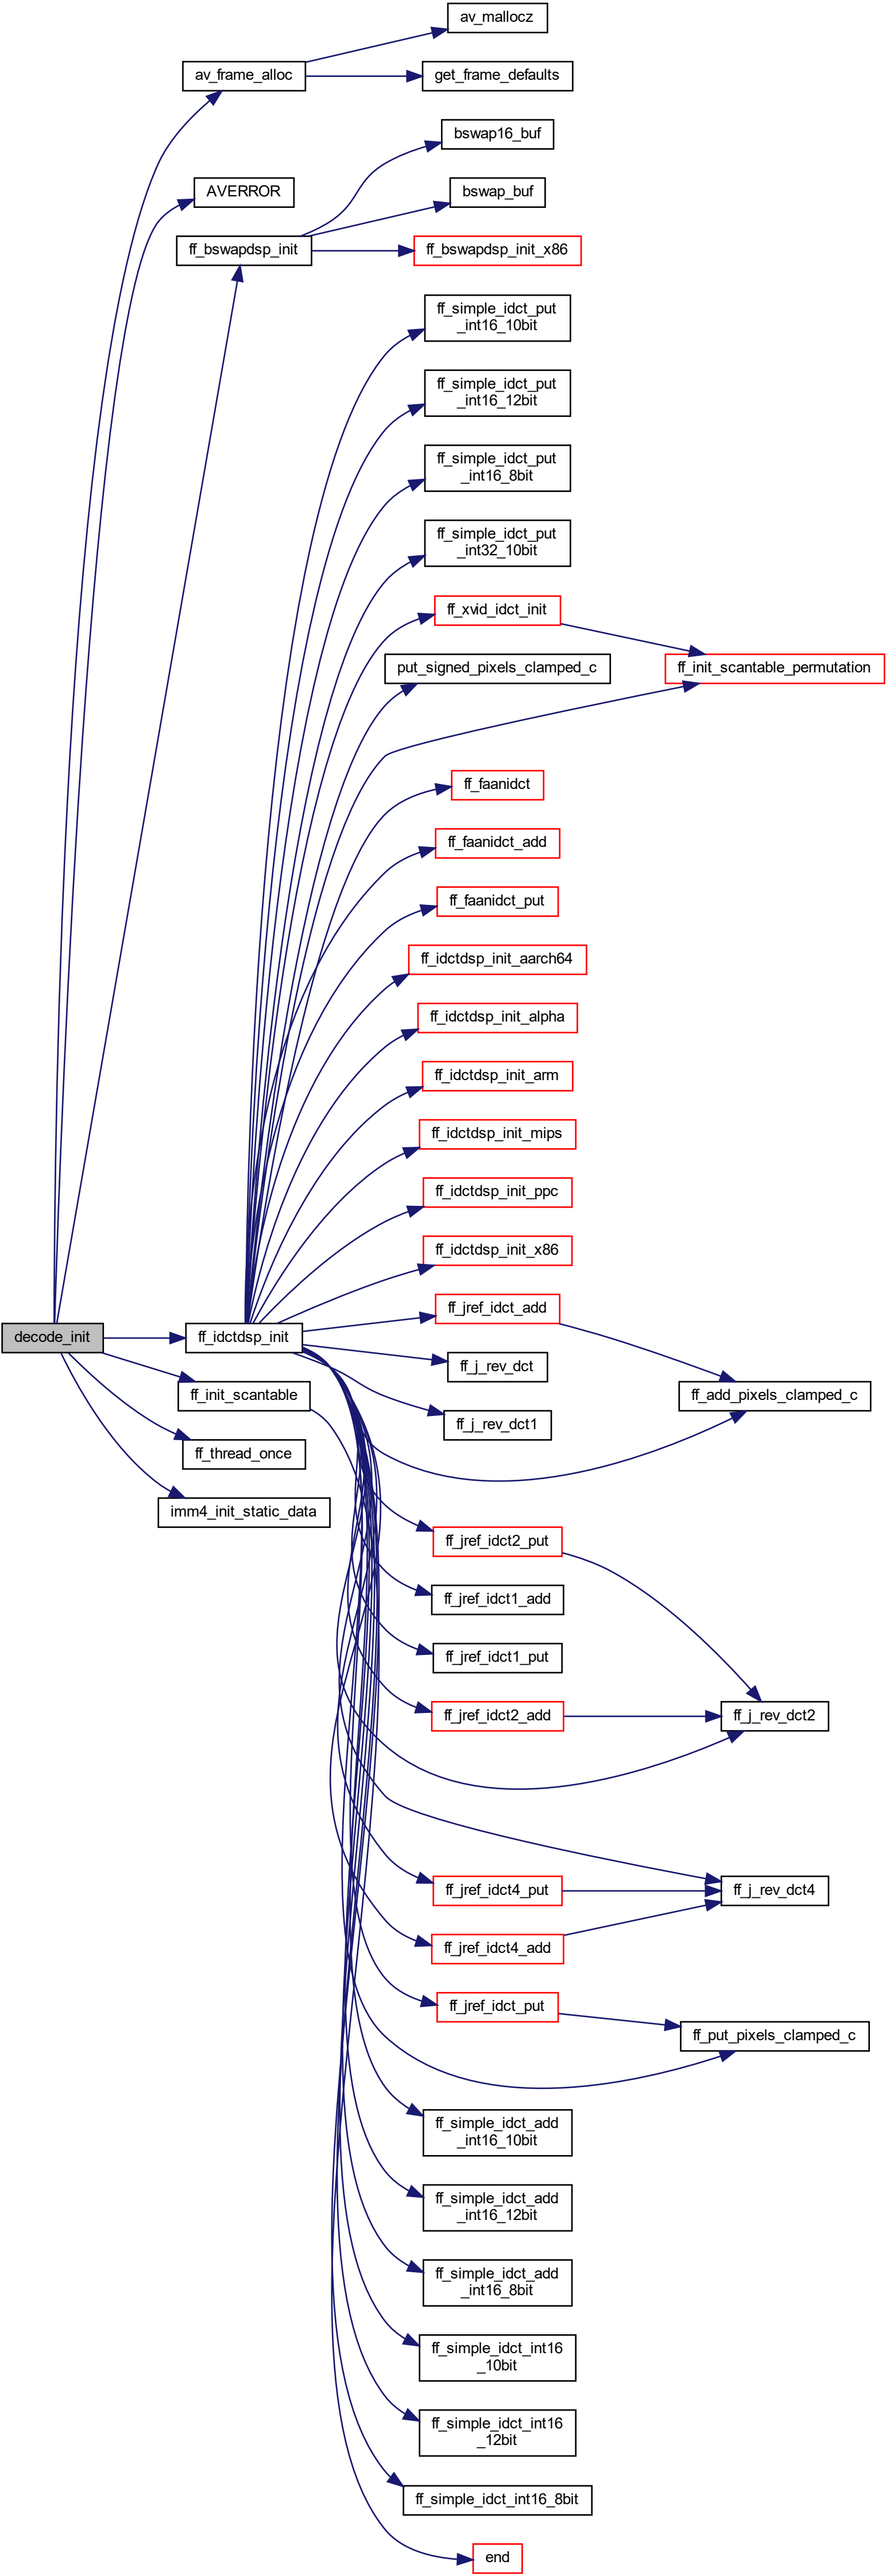 av_mallocz
av_frame_alloc
get_frame_defaults
bswap16_buf
AVERROR
bswap_buf
ff_bswapdsp_init
ff_bswapdsp_init_x86
ff_simple_idct_put
_int16_10bit
ff_simple_idct_put
_int16_12bit
ff_simple_idct_put
_int16_8bit
ff_simple_idct_put
_int32_10bit
ff_xvid_idct_init
put_signed_pixels_clamped_c
ff_init_scantable_permutation
ff_faanidct
ff_faanidct_add
ff_faanidct_put
ff_idctdsp_init_aarch64
ff_idctdsp_init_alpha
ff_idctdsp_init_arm
ff_idctdsp_init_mips
ff_idctdsp_init_ppc
ff_idctdsp_init_x86
ff_jref_idct_add
decode_init
ff_idctdsp_init
ff_j_rev_dct
ff_init_scantable
ff_add_pixels_clamped_c
ff_j_rev_dct1
ff_thread_once
imm4_init_static_data
ff_jref_idct2_put
ff_jref_idct1_add
ff_jref_idct1_put
ff_jref_idct2_add
ff_j_rev_dct2
ff_jref_idct4_put
ff_j_rev_dct4
ff_jref_idct4_add
ff_jref_idct_put
ff_put_pixels_clamped_c
ff_simple_idct_add
_int16_10bit
ff_simple_idct_add
_int16_12bit
ff_simple_idct_add
_int16_8bit
ff_simple_idct_int16
_10bit
ff_simple_idct_int16
_12bit
ff_simple_idct_int16_8bit
end